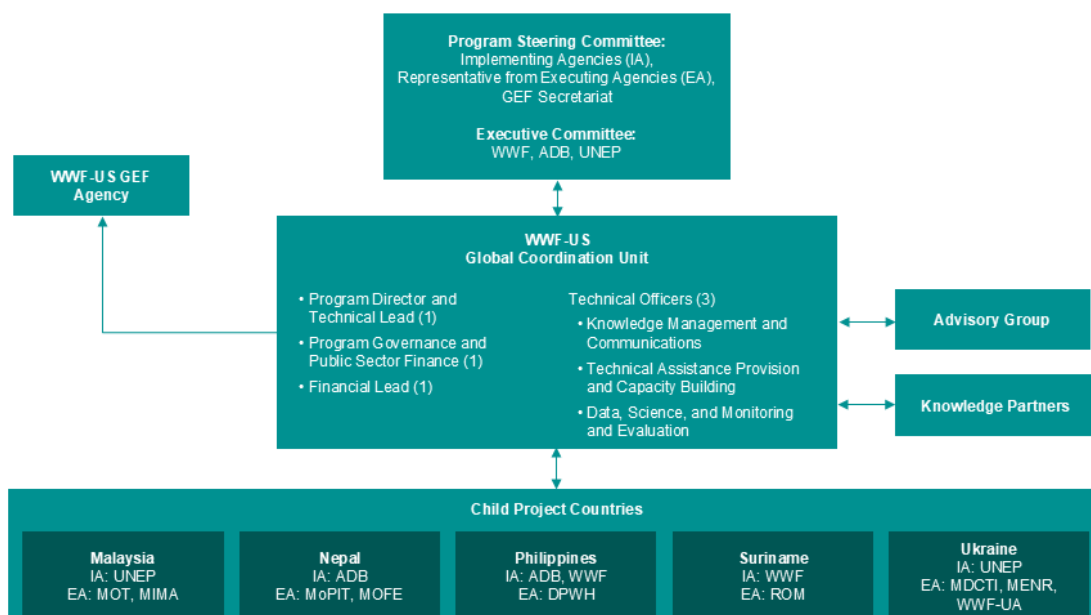 Program Steering Committee:
Implementing Agencies (IA),
Representative from Executing Agencies (EA),
GEF Secretariat
Executive Committee:
WWF, ADB, UNEP
WWF-US GEF
Agency
WWF-US
Global Coordination Unit
• Program Director and
Technical Lead (1)
• Program Governance and
Public Sector Finance (1)
• Financial Lead (1)
Technical Officers (3)
• Knowledge Management and
Communications
• Technical Assistance Provision
and Capacity Building
• Data, Science, and Monitoring
and Evaluation
Advisory Group
Knowledge Partners
Child Project Countries
Malaysia
IA: UNEP
EA: MOT, MIMA
Nepal
IA: ADB
EA: MoPIT, MOFE
Philippines
IA: ADB, WWF
EA: DPWH
Suriname
IA: WWF
EA: ROM
Ukraine
IA: UNEP
EA: MDCTI, MENR,
WWF-UA